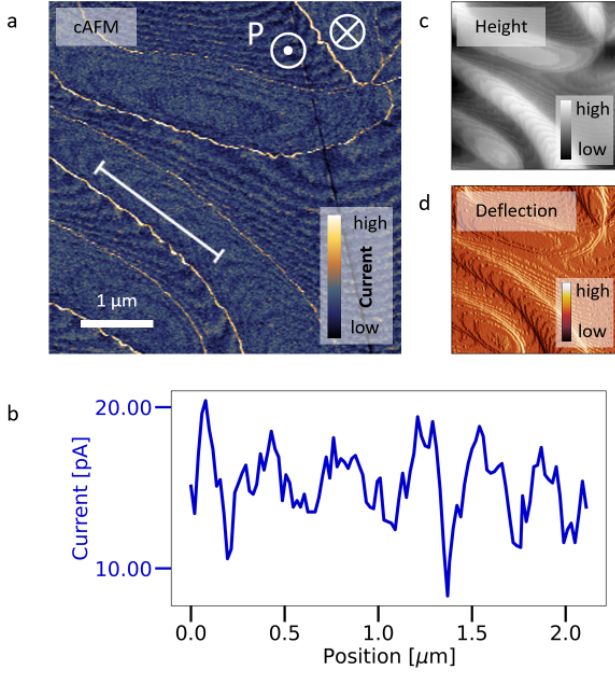 a
cAFM
P
high
Current
low
1 μm
c
Height
high
low
d
Deflection
high
low
b
20.00
10.00
Current [pA]
0.0 0.5 1.0 1.5 2.0
Position [μm]